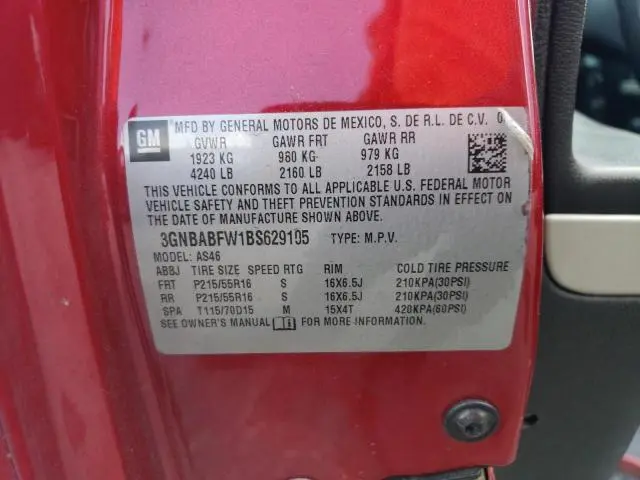 GM MFD BY GENERAL MOTORS DE MEXICO, S. DE R.L. DE C.V. 0
GVWR GAWR FRT GAWR RR
1923 KG 980 KG 979 KG
4240 LB 2160 LB 2158 LB
THIS VEHICLE CONFORMS TO ALL APPLICABLE U.S. FEDERAL MOTOR
VEHICLE SAFETY AND THEFT PREVENTION STANDARDS IN EFFECT ON
THE DATE OF MANUFACTURE SHOWN ABOVE.
3GNBABFW1BS629105 TYPE: M.P.V.
MODEL: AS46
ABBJ TIRE SIZE SPEED RTG RIM COLD TIRE PRESSURE
FRT P215/55R16 S 16X6.5J 210KPA(30PSI)
RR P215/55R16 S 16X6.5J 210KPA(30PSI)
SPA T115/70D15 M 15X4T 420KPA(60PSI)
SEE OWNER'S MANUAL FOR MORE INFORMATION.